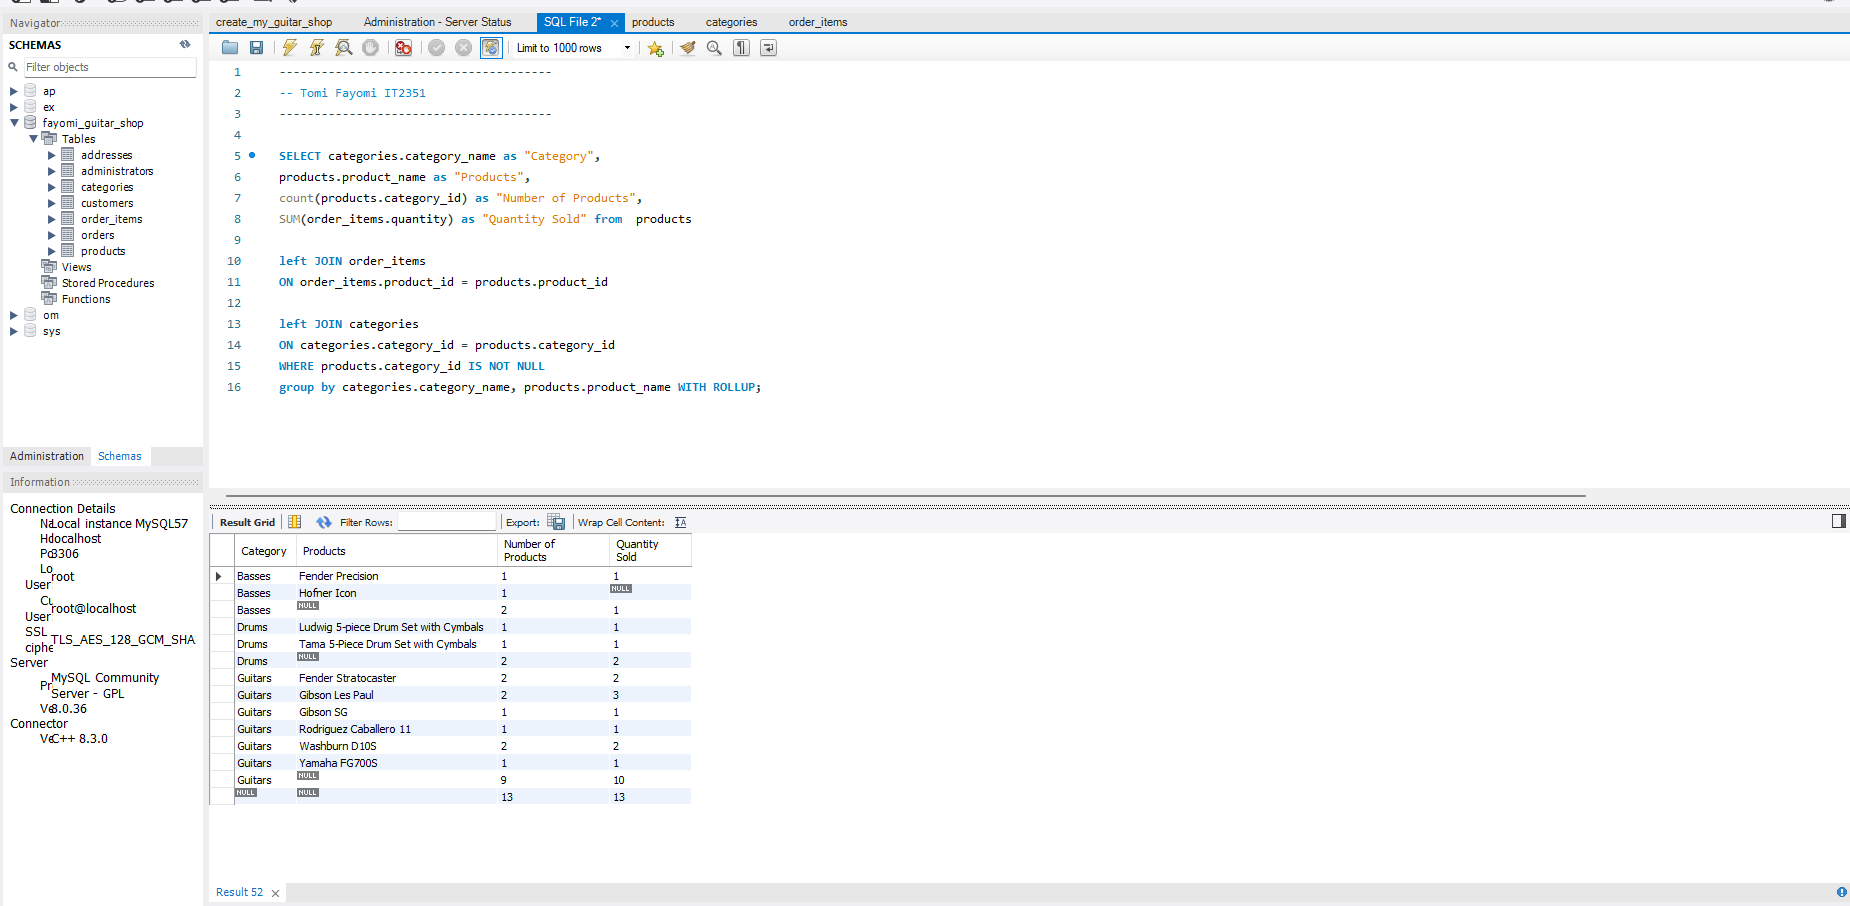 create_my_guitar_shop Administration - Server Status SQL File 2* products categories order_items
Navigator
SCHEMAS
Filter objects
ap
ex
fayomi_guitar_shop
Tables
addresses
administrators
categories
customers
order_items
orders
products
Views
Stored Procedures
Functions
om
sys
Administration Schemas
Information
Connection Details
Na Local instance MySQL57
Ho localhost
Po 3306
Lo
root
User
Cu
root@localhost
User
SSL
ciphe TLS_AES_128_GCM_SHA
Server
Pr MySQL Community
Server - GPL
Ve 8.0.36
Connector
Ve C++ 8.3.0
Limit to 1000 rows
1 ---------------------------------------
2 -- Tomi Fayomi IT2351
3 ---------------------------------------
4
5 SELECT categories.category_name as "Category",
6 products.product_name as "Products",
7 count(products.category_id) as "Number of Products",
8 SUM(order_items.quantity) as "Quantity Sold" from  products
9
10 left JOIN order_items
11 ON order_items.product_id = products.product_id
12
13 left JOIN categories
14 ON categories.category_id = products.category_id
15 WHERE products.category_id IS NOT NULL
16 group by categories.category_name, products.product_name WITH ROLLUP;
Result Grid Filter Rows: Export: Wrap Cell Content:
Category Products Number of Products Quantity Sold
Basses Fender Precision 1 1
Basses Hofner Icon 1 NULL
Basses NULL 2 1
Drums Ludwig 5-piece Drum Set with Cymbals 1 1
Drums Tama 5-Piece Drum Set with Cymbals 1 1
Drums NULL 2 2
Guitars Fender Stratocaster 2 2
Guitars Gibson Les Paul 2 3
Guitars Gibson SG 1 1
Guitars Rodriguez Caballero 11 1 1
Guitars Washburn D10S 2 2
Guitars Yamaha FG700S 1 1
Guitars NULL 9 10
NULL NULL 13 13
Result 52